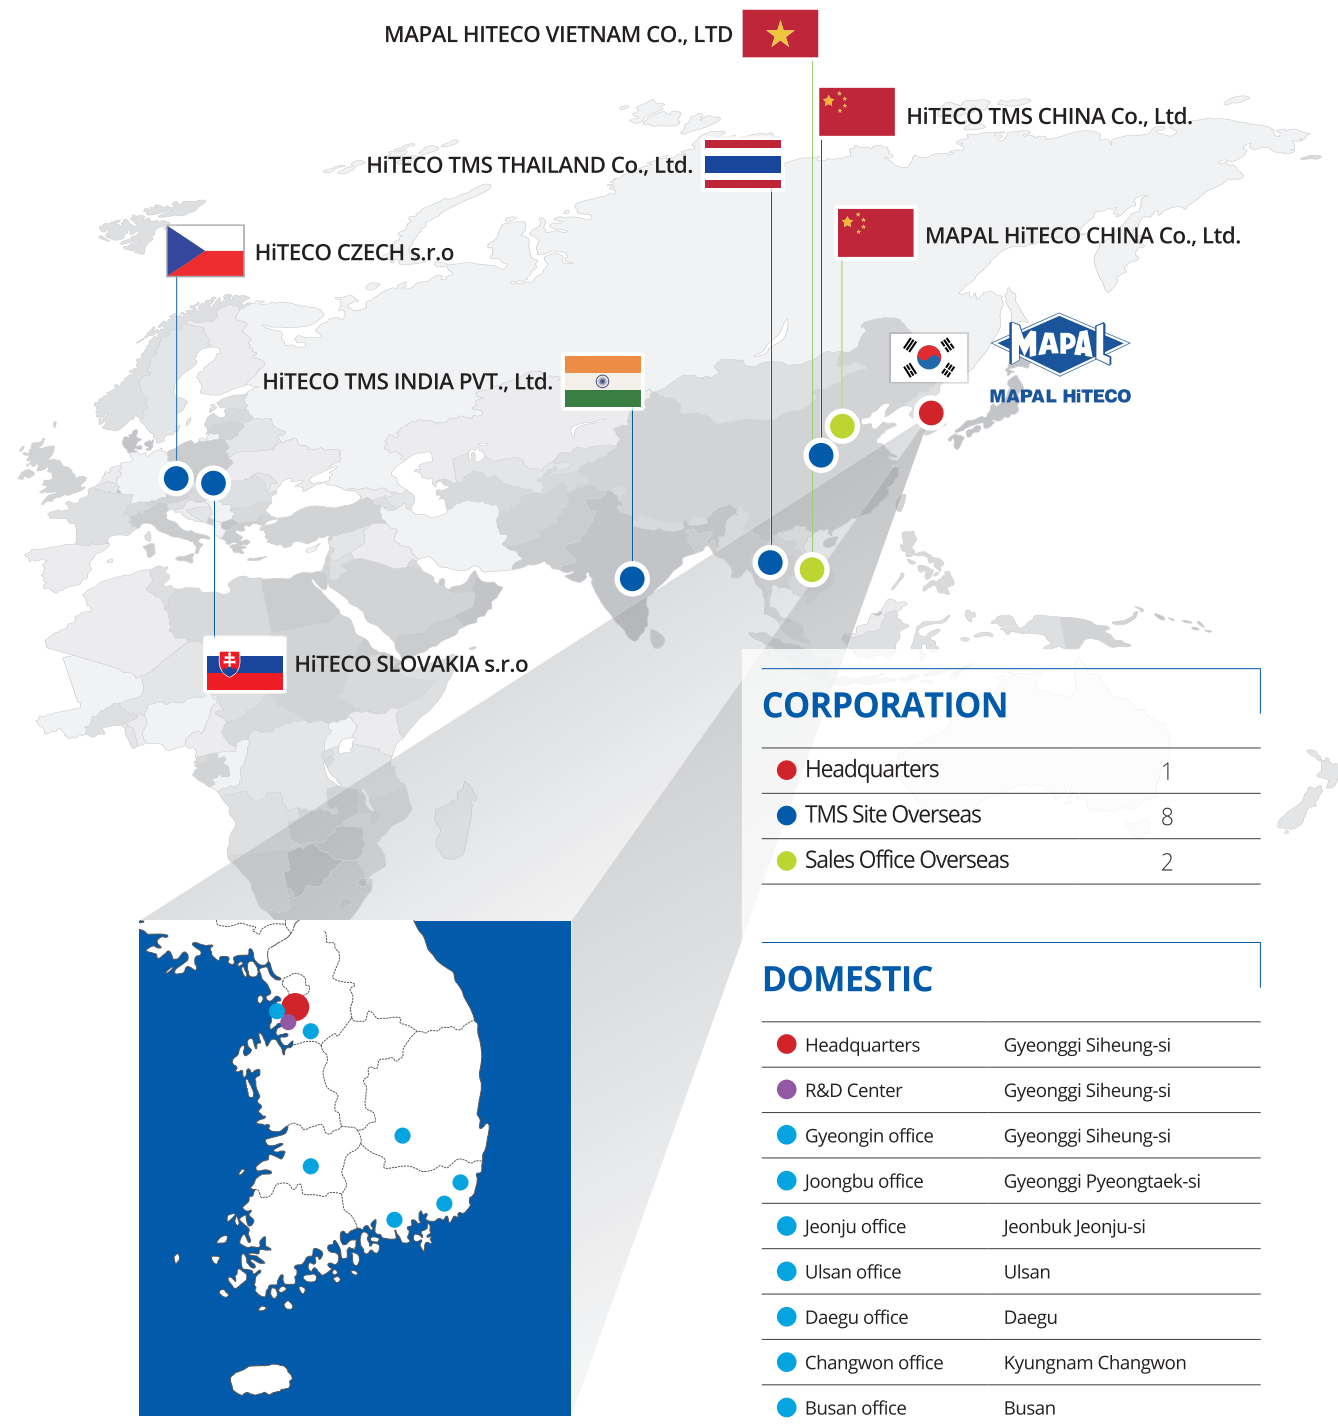 MAPAL HITECO VIETNAM CO., LTD
HiTECO TMS CHINA Co., Ltd.
HiTECO TMS THAILAND Co., Ltd.
MAPAL HiTECO CHINA Co., Ltd.
HiTECO CZECH s.r.o
MAPAL
MAPAL HiTECO
HiTECO TMS INDIA PVT., Ltd.
HiTECO SLOVAKIA s.r.o
CORPORATION
Headquarters 1
TMS Site Overseas 8
Sales Office Overseas 2
DOMESTIC
Headquarters Gyeonggi Siheung-si
R&D Center Gyeonggi Siheung-si
Gyeongin office Gyeonggi Siheung-si
Joongbu office Gyeonggi Pyeongtaek-si
Jeonju office Jeonbuk Jeonju-si
Ulsan office Ulsan
Daegu office Daegu
Changwon office Kyungnam Changwon
Busan office Busan